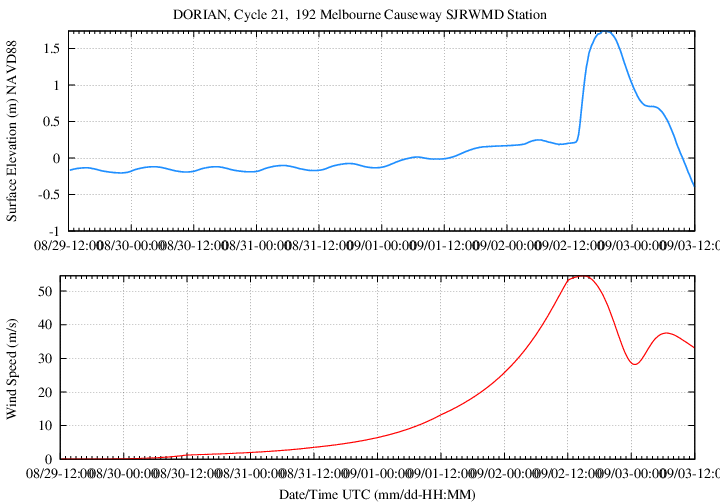 DORIAN, Cycle 21,  192 Melbourne Causeway SJRWMD Station
Surface Elevation (m) NAVD88
1.5
1
0.5
0
-0.5
-1
08/29-12:00 08/30-00:00 08/30-12:00 08/31-00:00 08/31-12:00 09/01-00:00 09/01-12:00 09/02-00:00 09/02-12:00 09/03-00:00 09/03-12:0
Wind Speed (m/s)
50
40
30
20
10
0
08/29-12:00 08/30-00:00 08/30-12:00 08/31-00:00 08/31-12:00 09/01-00:00 09/01-12:00 09/02-00:00 09/02-12:00 09/03-00:00 09/03-12:0
Date/Time UTC (mm/dd-HH:MM)